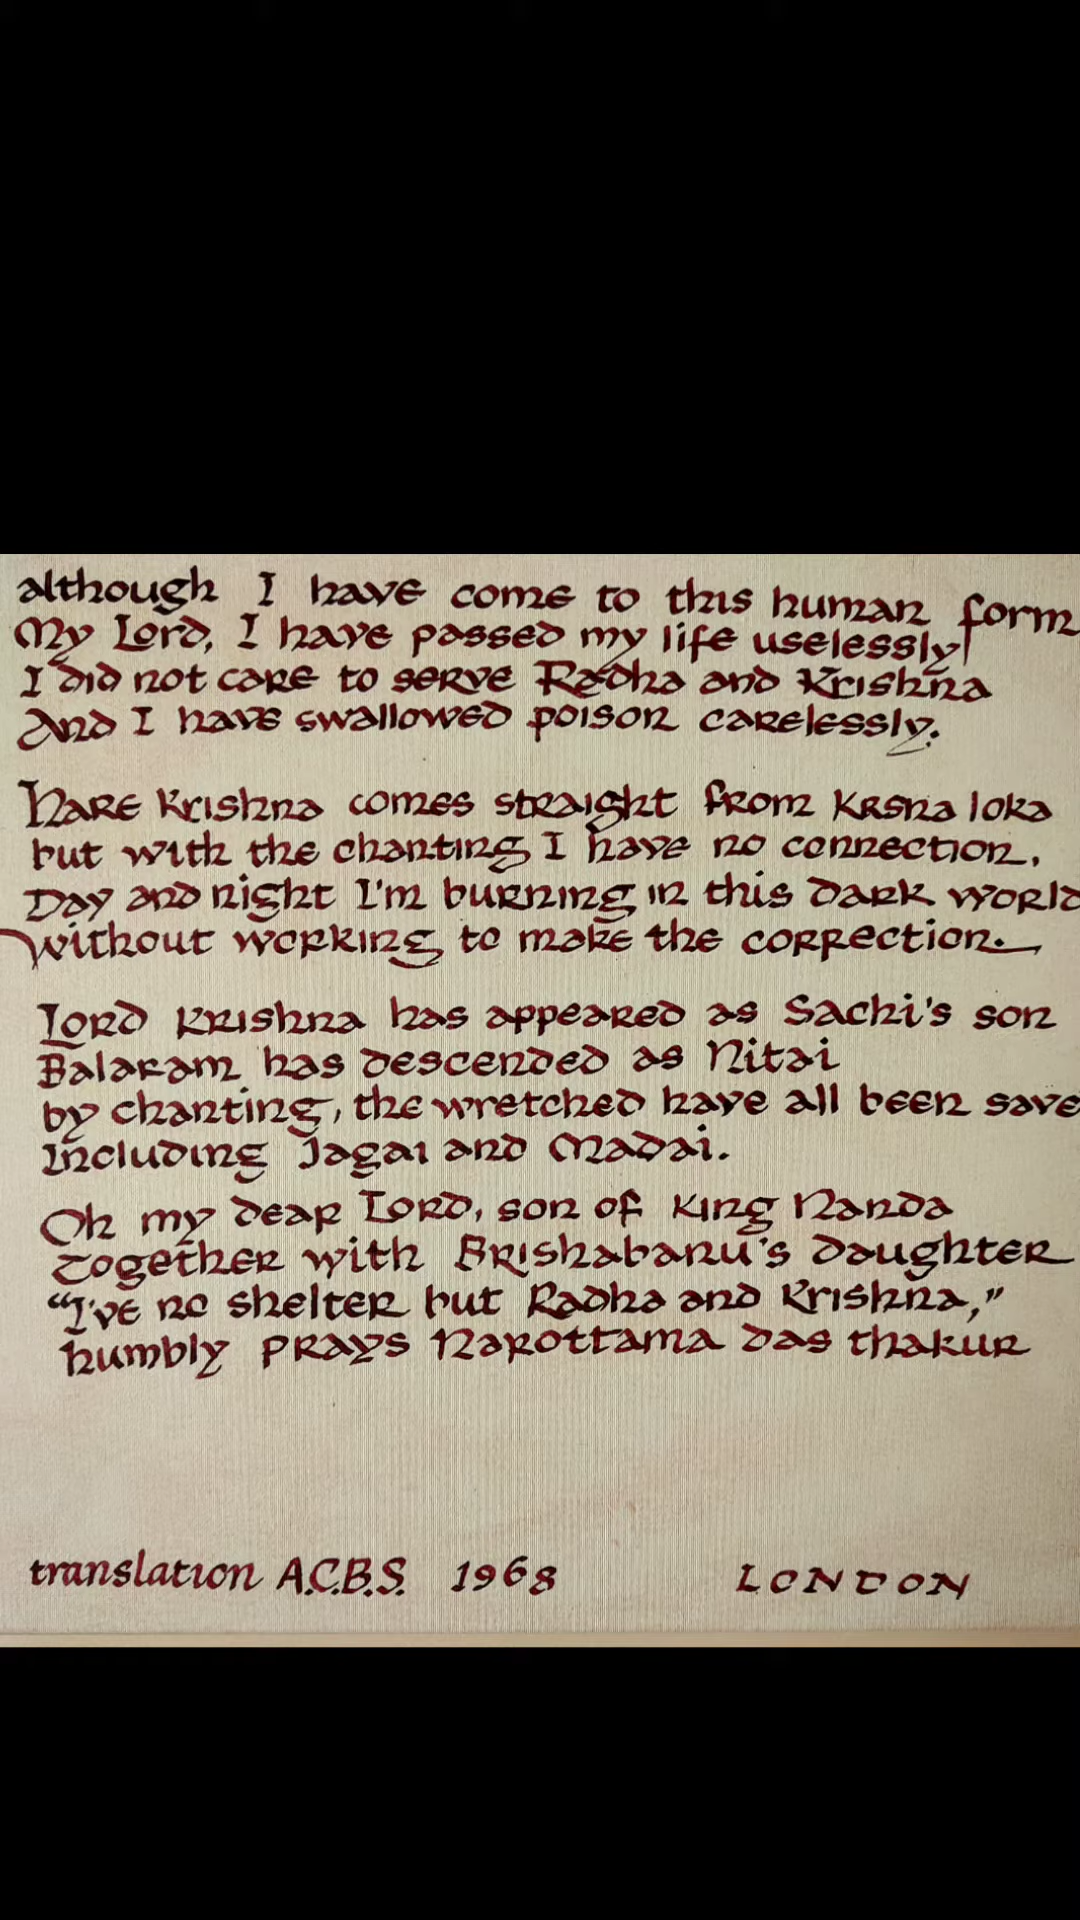 although I have come to this human form
My Lord, I have passed my life uselessly
I did not care to serve Radha and Krishna
And I have swallowed poison carelessly.
Hare Krishna comes straight from Krsna loka
but with the chanting I have no connection.
Day and night I'm burning in this dark world
without working to make the correction.
Lord Krishna has appeared as Sachi's son
Balaram has descended as Nitai
by chanting, the wretched have all been save
Including Jagai and Madai.
Oh my dear Lord, son of King Nanda
Together with Brishabanu's daughter
"I've no shelter but Radha and Krishna,"
humbly prays Narottama das thakur
translation A.C.B.S. 1968 LONDON